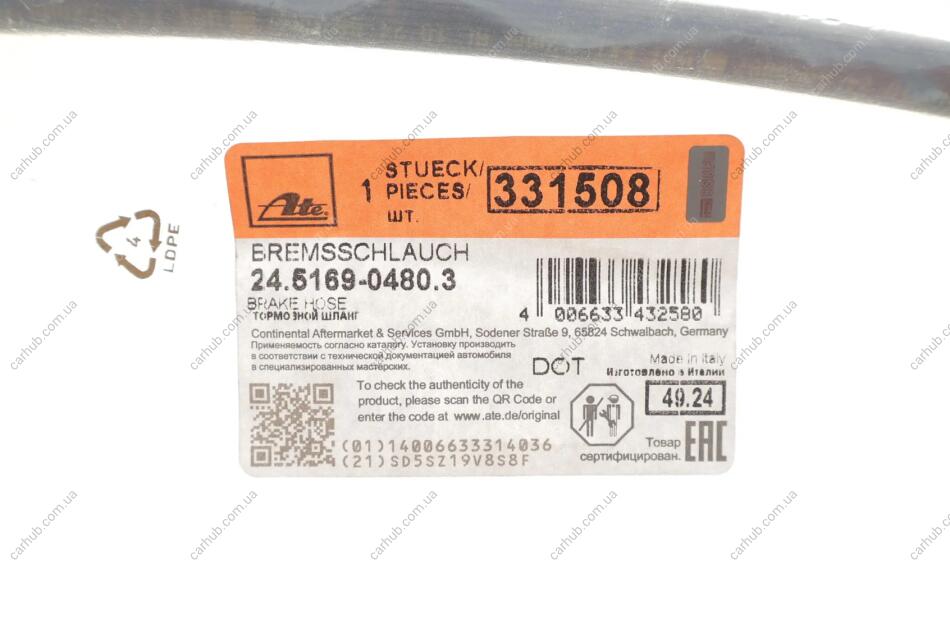 Ate
1
STUECK/
PIECES/
ШТ.
331508
4
LDPE
BREMSSCHLAUCH
24.5169-0480.3
BRAKE HOSE
ТОРМОЗНОЙ ШЛАНГ
4 006633 432580
Continental Aftermarket & Services GmbH, Sodener Straße 9, 65824 Schwalbach, Germany
Применяемость согласно каталогу. Установку производить
в соответствии с технической документацией автомобиля
в специализированных мастерских.
DOT
Made in Italy
Изготовлено в Италии
49.24
To check the authenticity of the
product, please scan the QR Code or
enter the code at www.ate.de/original
(01)14006633314036
(21)SD5SZ19V8S8F
Товар
сертифицирован.
EAC
carhub.com.ua